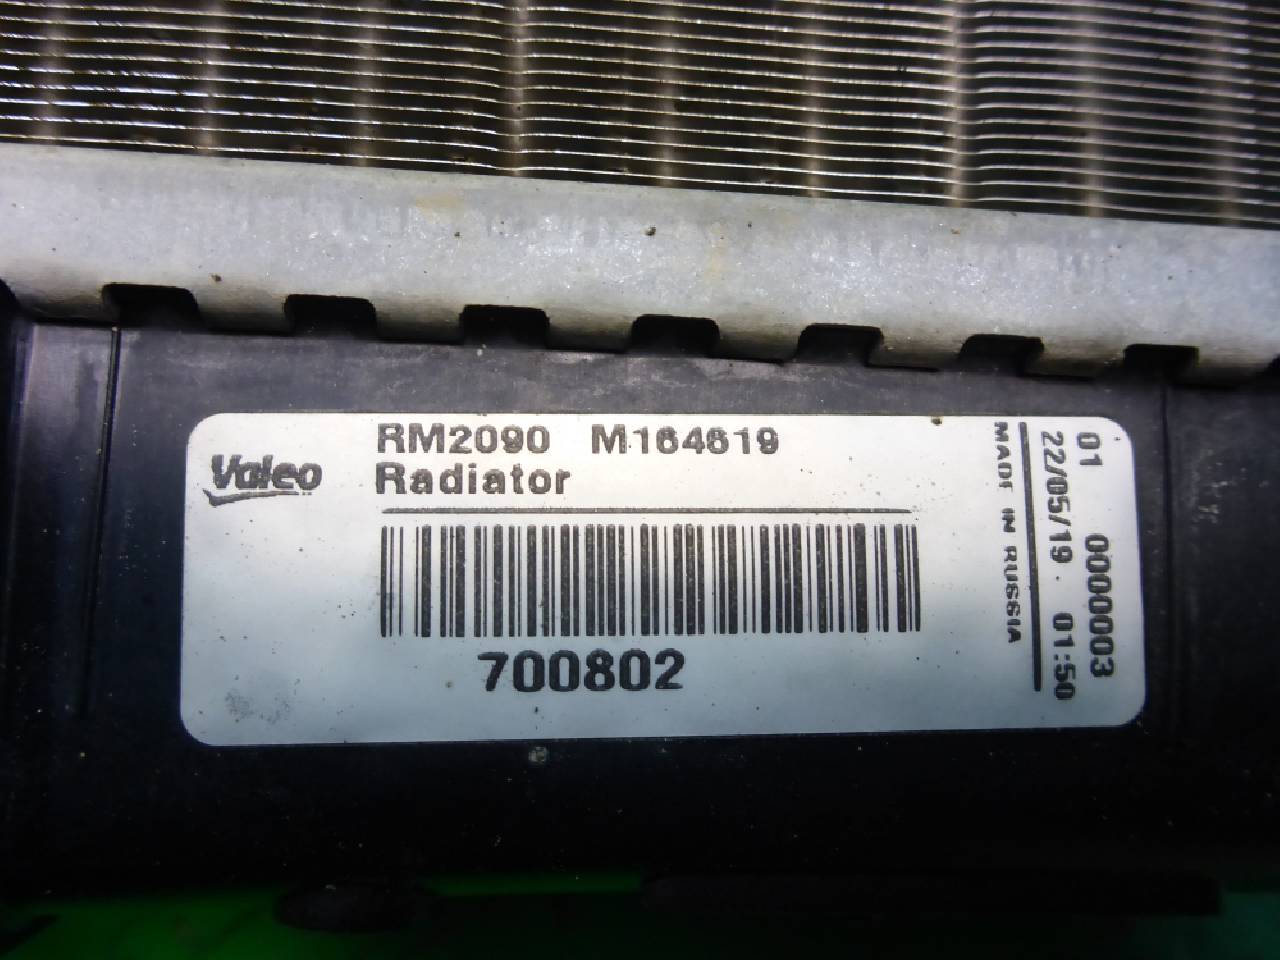 Valeo
RM2090 M164619
Radiator
700802
01 0000003
22/05/19 01:50
MADE IN RUSSIA